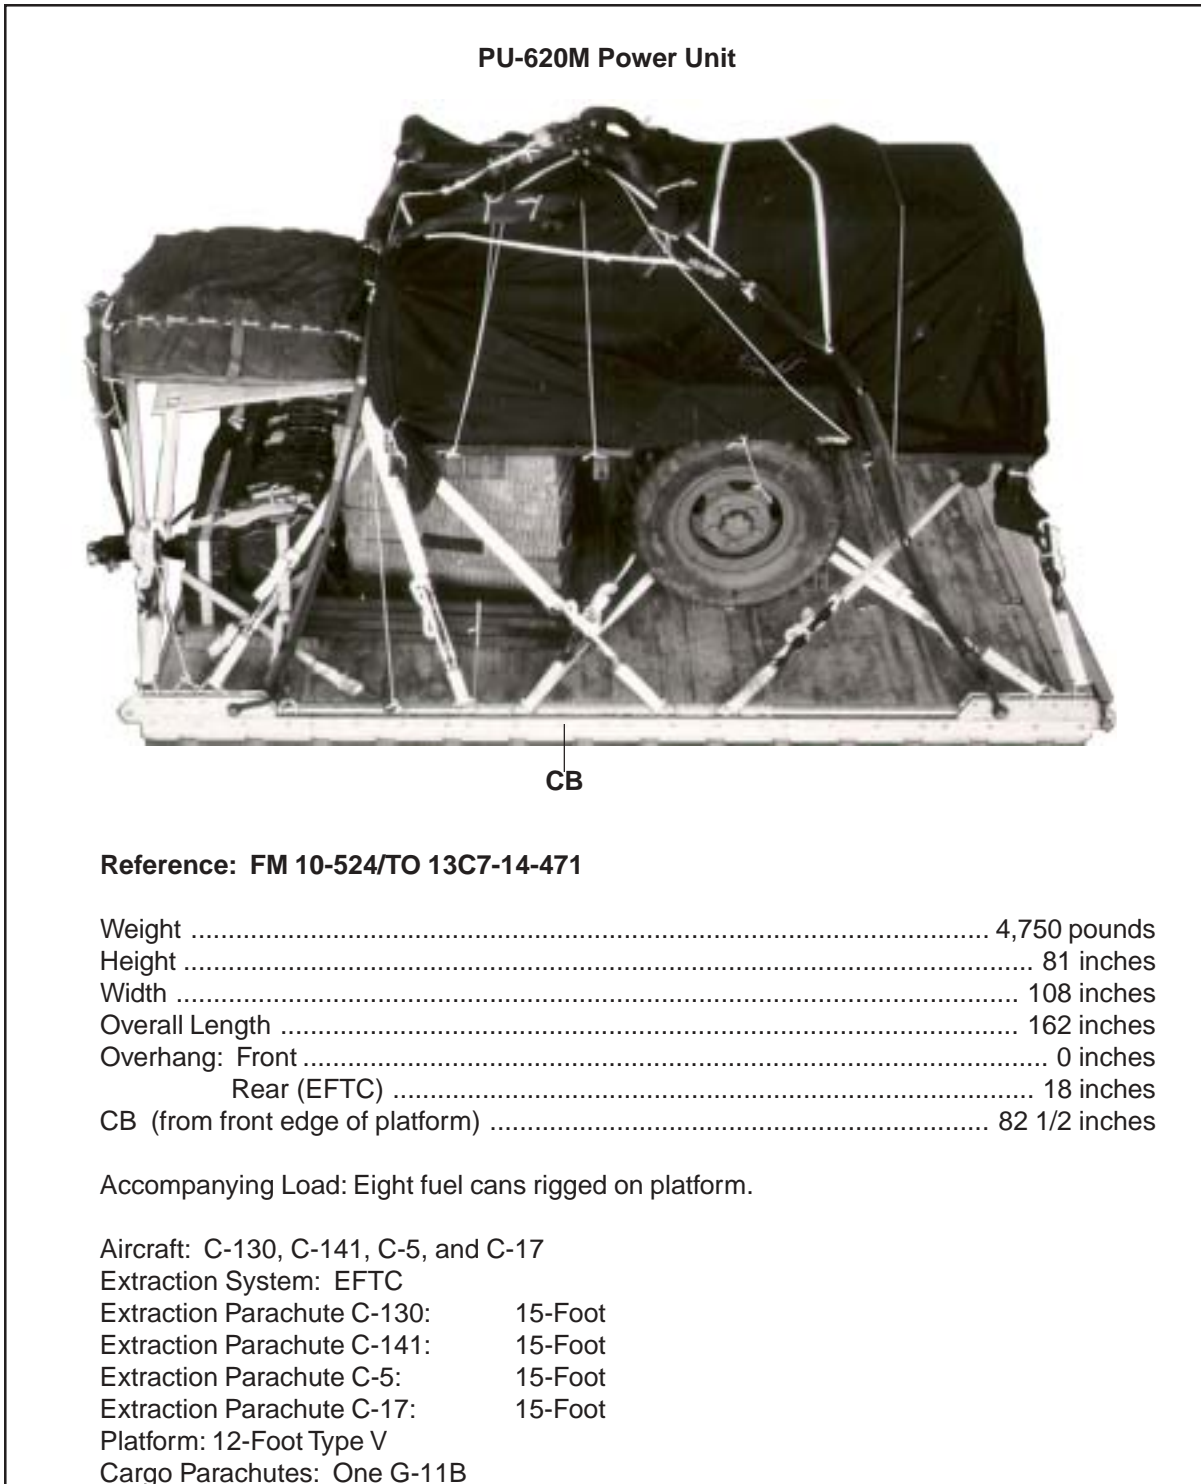 PU-620M Power Unit
CB
Reference: FM 10-524/TO 13C7-14-471
Weight ........................................................................................................... 4,750 pounds
Height .................................................................................................................. 81 inches
Width ................................................................................................................. 108 inches
Overall Length ................................................................................................... 162 inches
Overhang: Front .................................................................................................... 0 inches
Rear (EFTC) ...................................................................................... 18 inches
CB (from front edge of platform) ................................................................... 82 1/2 inches
Accompanying Load: Eight fuel cans rigged on platform.
Aircraft: C-130, C-141, C-5, and C-17
Extraction System: EFTC
Extraction Parachute C-130: 15-Foot
Extraction Parachute C-141: 15-Foot
Extraction Parachute C-5: 15-Foot
Extraction Parachute C-17: 15-Foot
Platform: 12-Foot Type V
Cargo Parachutes: One G-11B